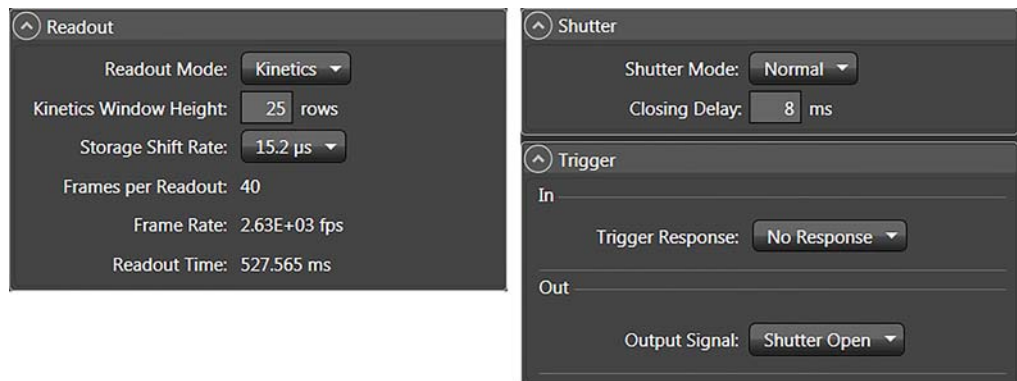 Readout
Readout Mode: Kinetics
Kinetics Window Height: 25 rows
Storage Shift Rate: 15.2 µs
Frames per Readout: 40
Frame Rate: 2.63E+03 fps
Readout Time: 527.565 ms
Shutter
Shutter Mode: Normal
Closing Delay: 8 ms
Trigger
In
Trigger Response: No Response
Out
Output Signal: Shutter Open